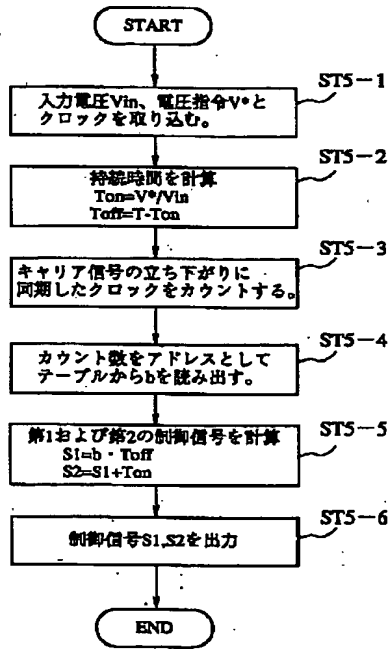 START
ST5-1
入力電圧Vin、電圧指令V*と
クロックを取り込む。
ST5-2
持続時間を計算
Ton=V*/Vin
Toff=T-Ton
ST5-3
キャリア信号の立ち下がりに
同期したクロックをカウントする。
ST5-4
カウント数をアドレスとして
テーブルからbを読み出す。
ST5-5
第1および第2の制御信号を計算
S1=b・Toff
S2=S1+Ton
ST5-6
制御信号S1,S2を出力
END